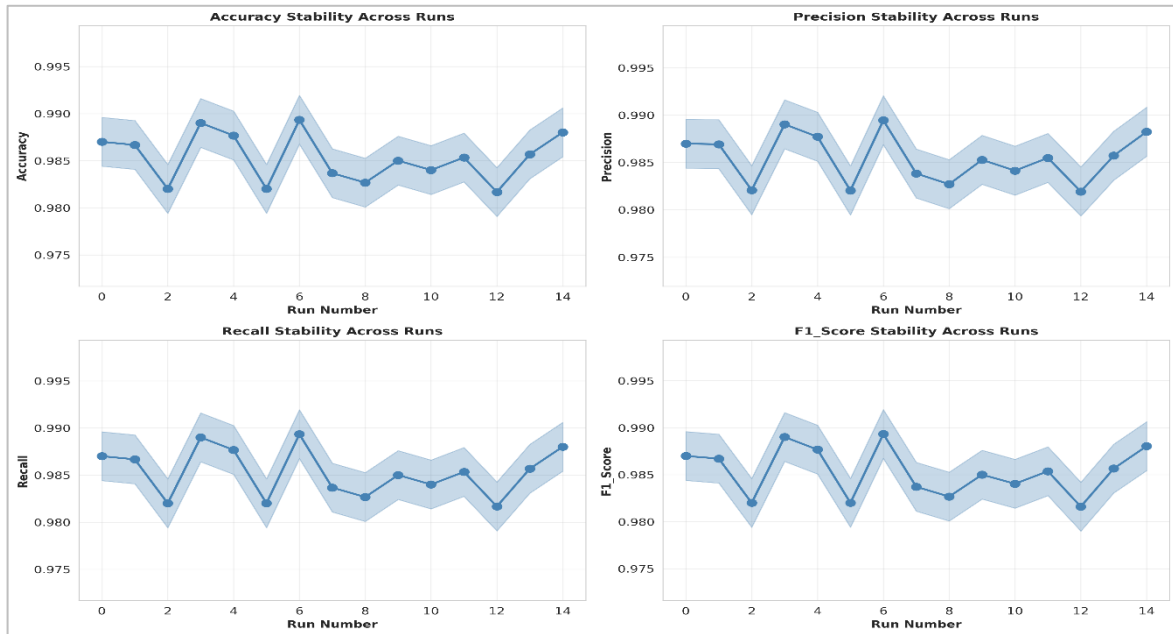 Accuracy Stability Across Runs
0.995
0.990
0.985
0.980
0.975
Accuracy
0 2 4 6 8 10 12 14
Run Number
Precision Stability Across Runs
0.995
0.990
0.985
0.980
0.975
Precision
0 2 4 6 8 10 12 14
Run Number
Recall Stability Across Runs
0.995
0.990
0.985
0.980
0.975
Recall
0 2 4 6 8 10 12 14
Run Number
F1_Score Stability Across Runs
0.995
0.990
0.985
0.980
0.975
F1_Score
0 2 4 6 8 10 12 14
Run Number